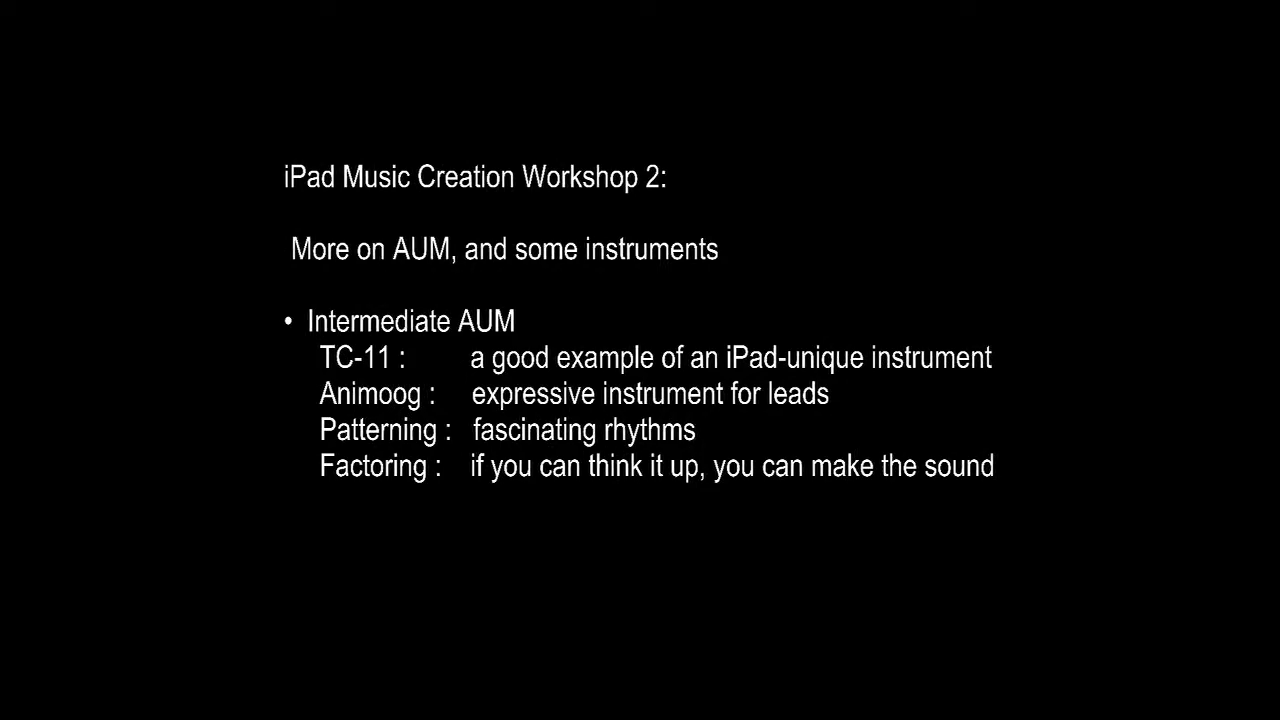 iPad Music Creation Workshop 2:
More on AUM, and some instruments
• Intermediate AUM
TC-11 : a good example of an iPad-unique instrument
Animoog : expressive instrument for leads
Patterning : fascinating rhythms
Factoring : if you can think it up, you can make the sound